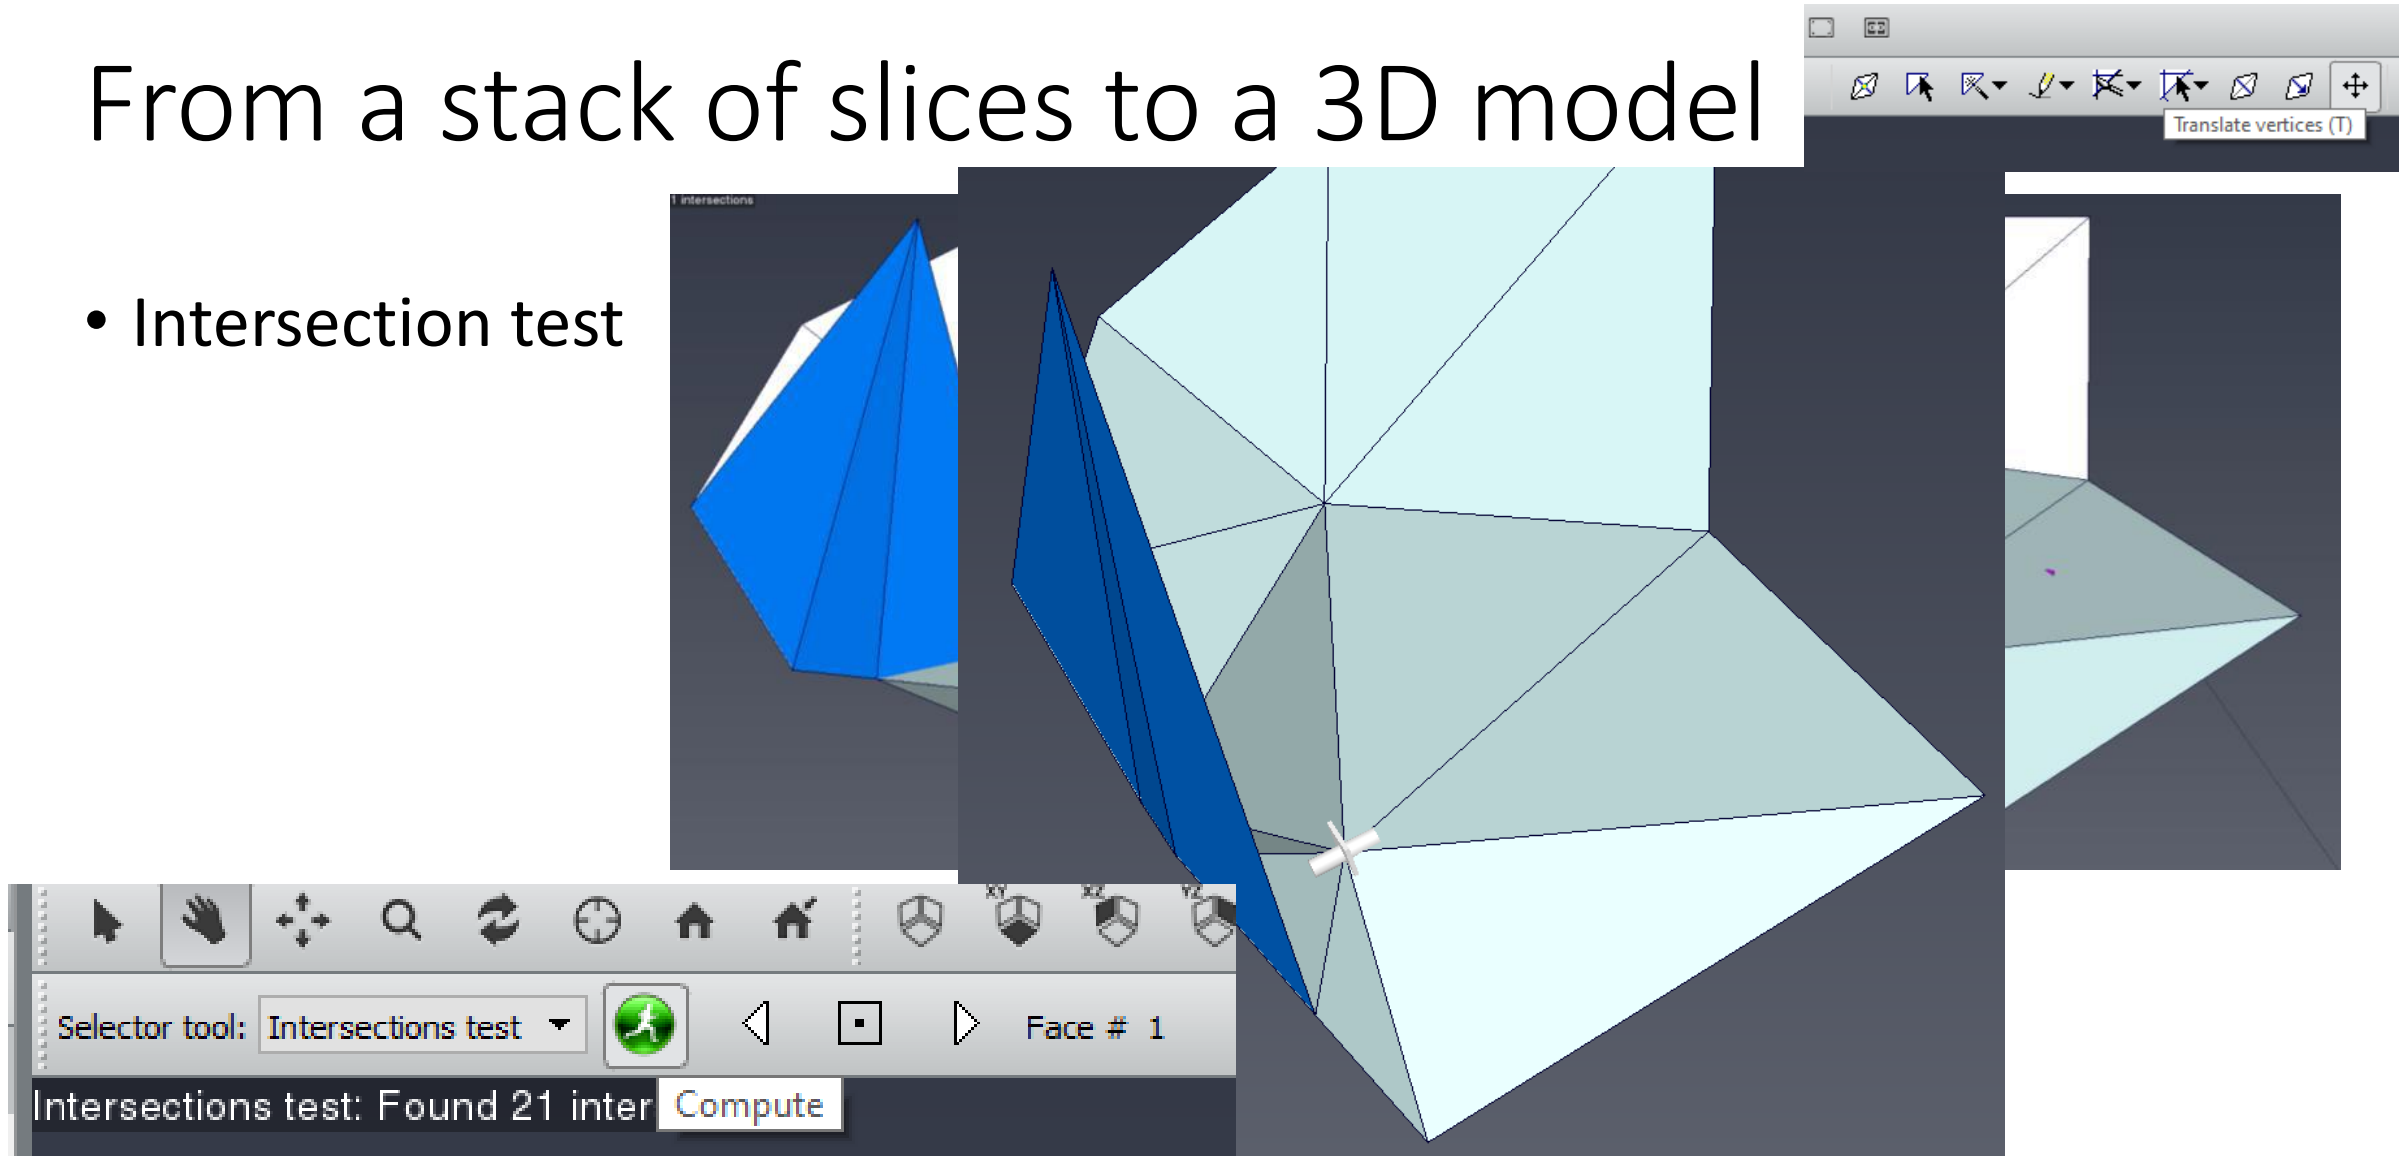 From a stack of slices to a 3D model
Translate vertices (T)
1 intersections
• Intersection test
XY XZ YZ
Selector tool: Intersections test Face # 1
Intersections test: Found 21 inter
Compute